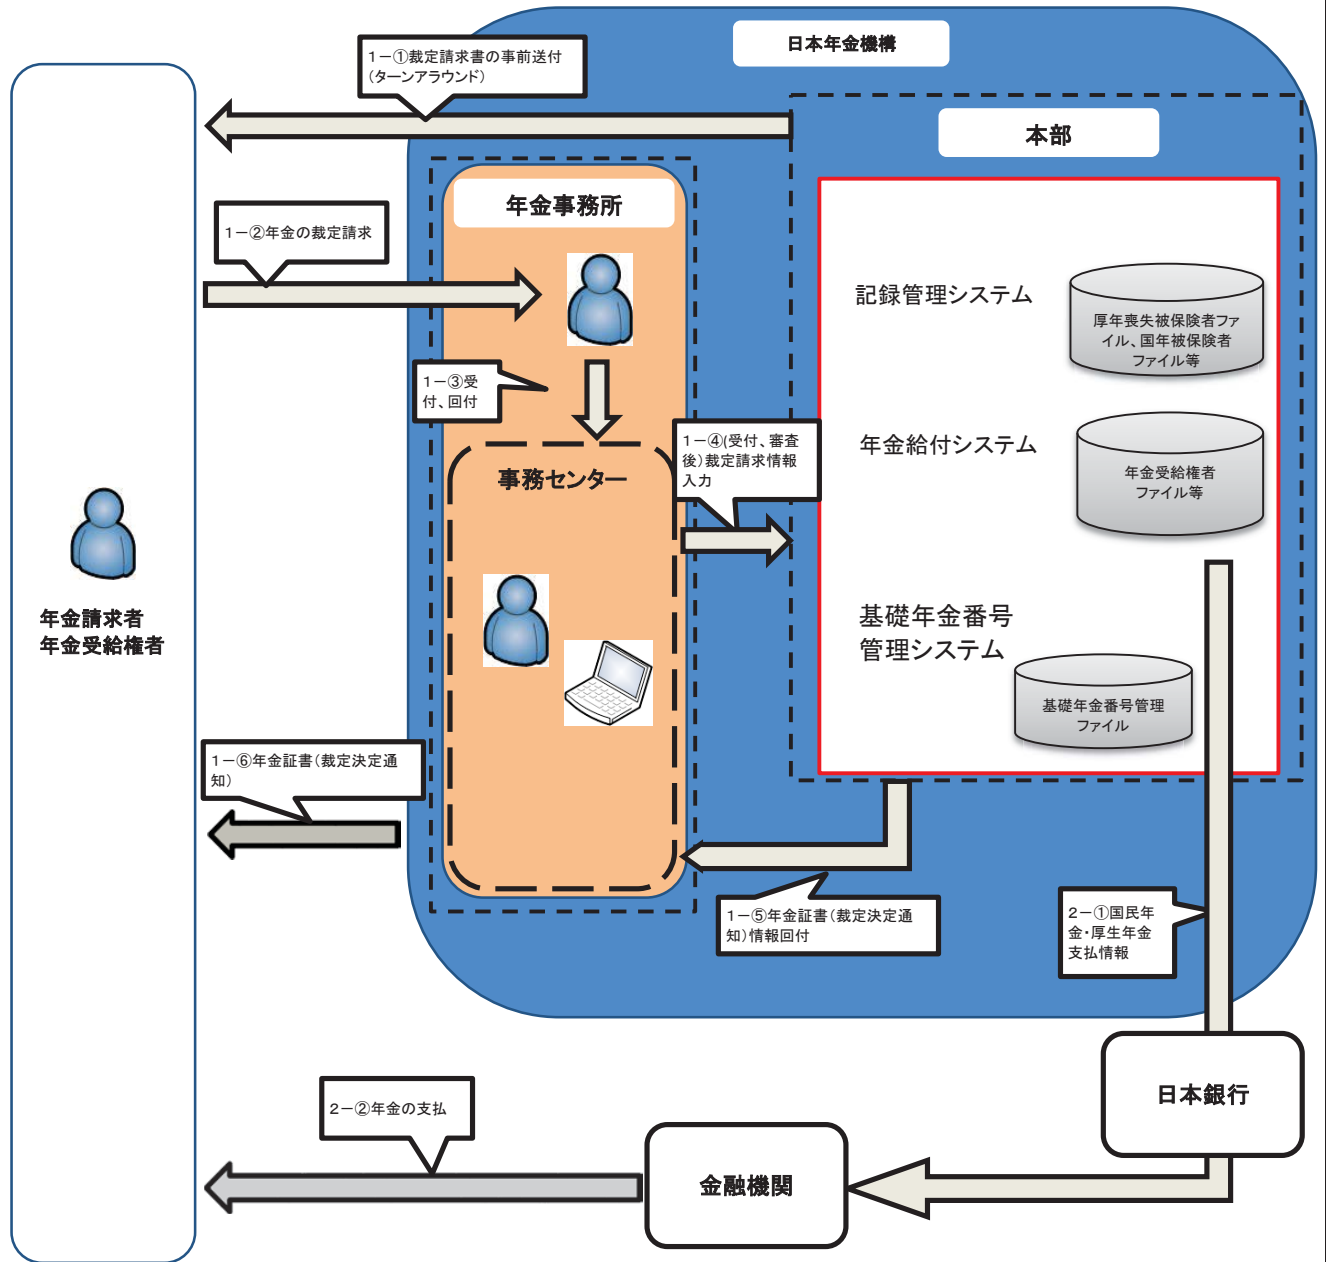 日本年金機構
1－①裁定請求書の事前送付
（ターンアラウンド）
本部
年金事務所
1－②年金の裁定請求
記録管理システム
厚年喪失被保険者ファ
イル、国年被保険者
ファイル等
1－③受
付、回付
1－④(受付、審査
後）裁定請求情報
入力
年金給付システム
年金受給権者
ファイル等
事務センター
年金請求者
年金受給権者
基礎年金番号
管理システム
基礎年金番号管理
ファイル
1－⑥年金証書（裁定決定通
知）
1－⑤年金証書（裁定決定通
知）情報回付
2－①国民年
金・厚生年金
支払情報
日本銀行
2－②年金の支払
金融機関